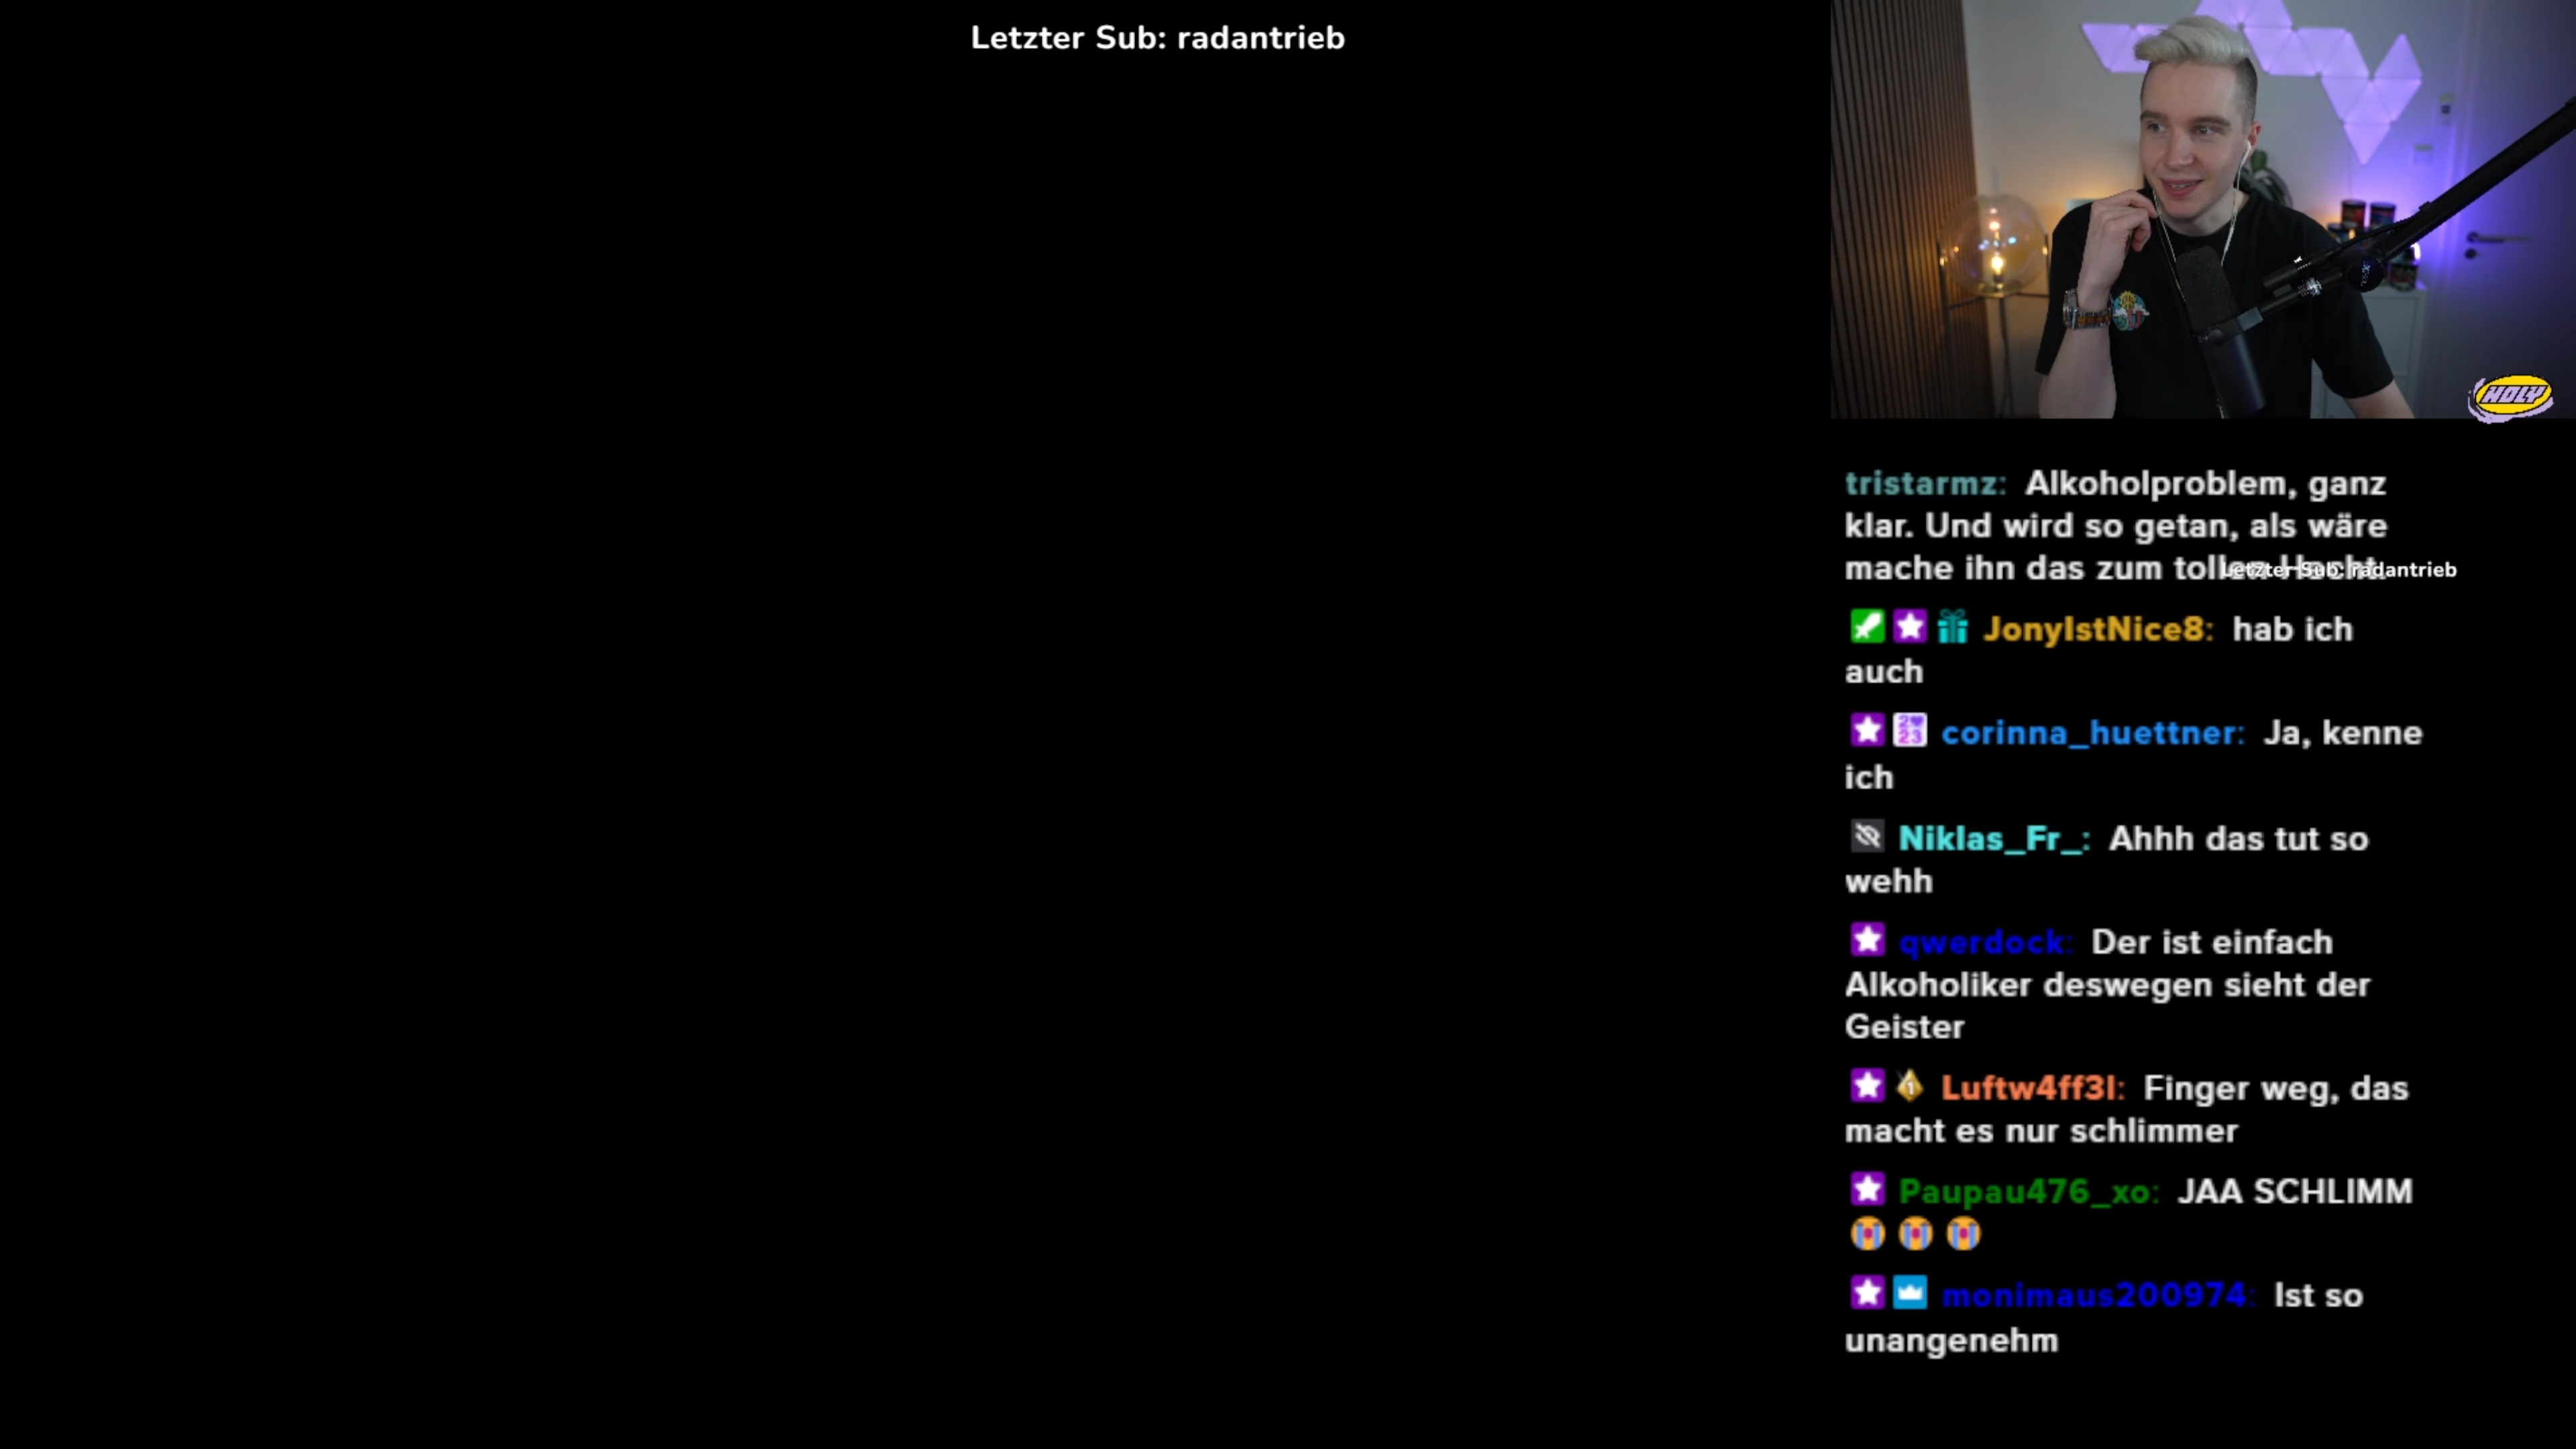 Letzter Sub: radantrieb
HOLY
tristarmz: Alkoholproblem, ganz
klar. Und wird so getan, als wäre
mache ihn das zum tollen Hecht.
Letzter Sub: radantrieb
JonyIstNice8: hab ich
auch
corinna_huettner: Ja, kenne
ich
Niklas_Fr_: Ahhh das tut so
wehh
qwerdock: Der ist einfach
Alkoholiker deswegen sieht der
Geister
Luftw4ff3l: Finger weg, das
macht es nur schlimmer
Paupau476_xo: JAA SCHLIMM
😭 😭 😭
monimaus200974: Ist so
unangenehm